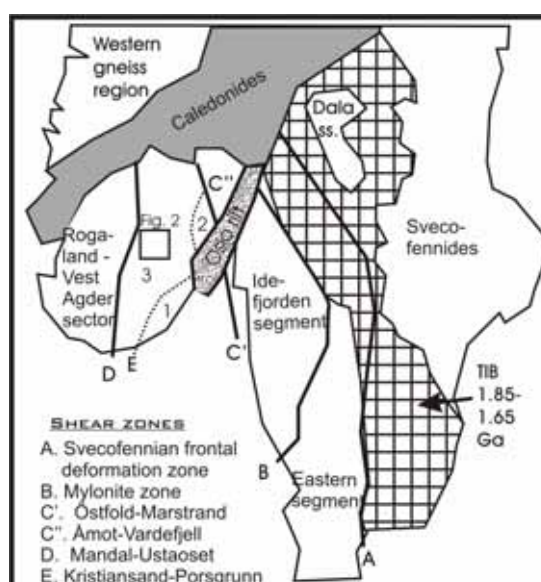 Western
gneiss
region
Caledonides
Dala
ss.
C"
Oslo rift
2
Fig. 2
Roga-
land -
Vest
Agder
sector
3
1
Sveco-
fennides
Ide-
fjorden
segment
C'
D
E
TIB
1.85-
1.65
Ga
SHEAR ZONES
A. Svecofennian frontal
deformation zone
B. Mylonite zone
C'. Östfold-Marstrand
C". Åmot-Vardefjell
D. Mandal-Ustaoset
E. Kristiansand-Porsgrunn
B
Eastern
segment
A